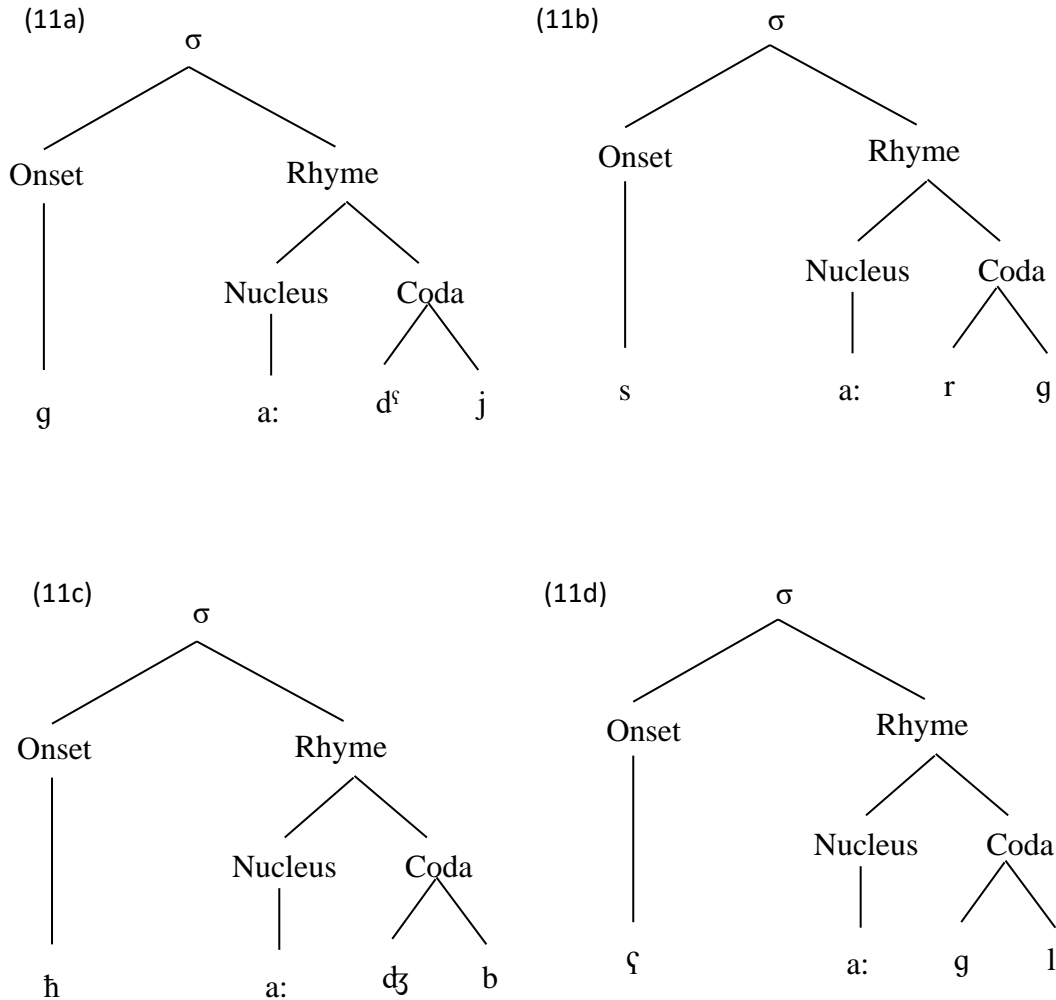 (11a)
σ
Onset
Rhyme
Nucleus
Coda
ɡ
a:
dˤ
j
(11b)
σ
Onset
Rhyme
Nucleus
Coda
s
a:
r
ɡ
(11c)
σ
Onset
Rhyme
Nucleus
Coda
ħ
a:
ʤ
b
(11d)
σ
Onset
Rhyme
Nucleus
Coda
ʕ
a:
ɡ
l